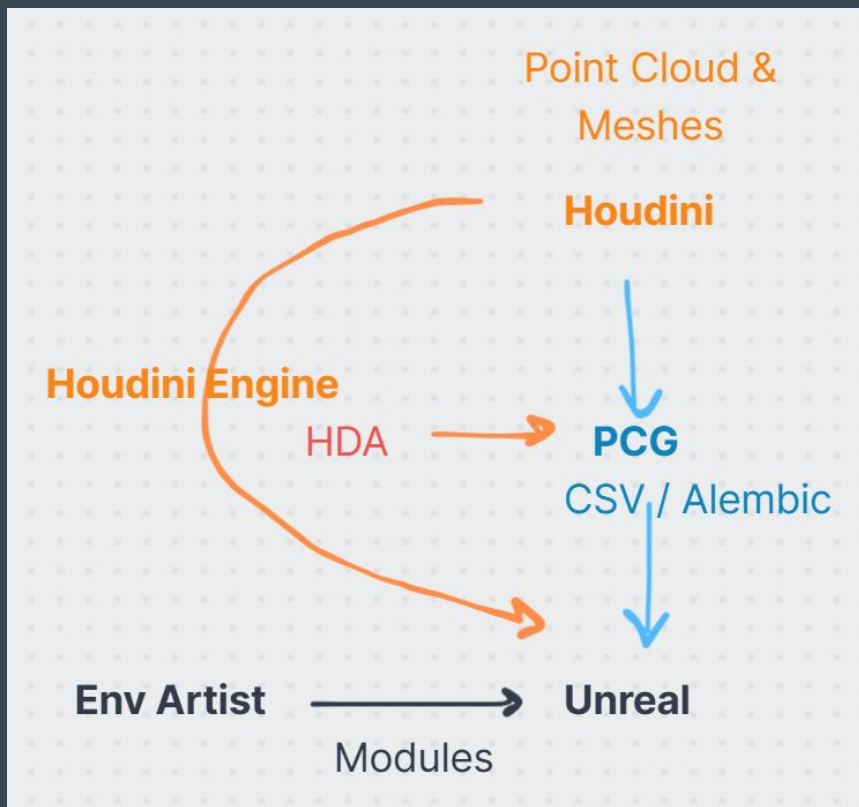 Point Cloud &
Meshes
Houdini
Houdini Engine
HDA
PCG
CSV / Alembic
Env Artist
Unreal
Modules